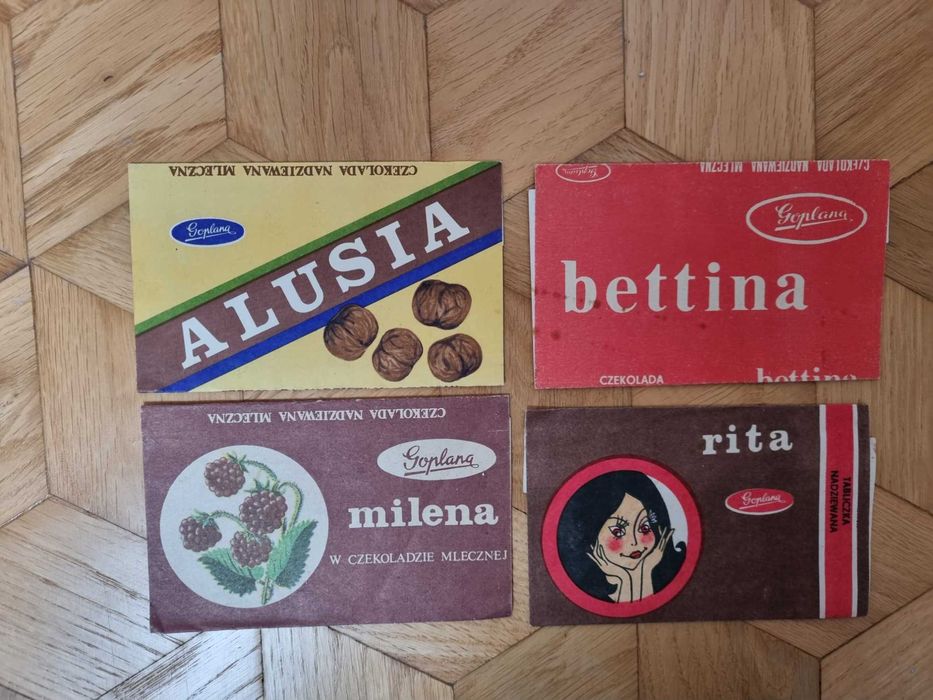 CZEKOLADA NADZIEWANA MLECZNA
Goplana
ALUSIA
Goplana
CZEKOLADA NADZIEWANA MLECZNA
Goplana
bettina
CZEKOLADA
bettina
CZEKOLADA NADZIEWANA MLECZNA
Goplana
milena
W CZEKOLADZIE MLECZNEJ
rita
Goplana
TABLICZKA
NADZIEWANA